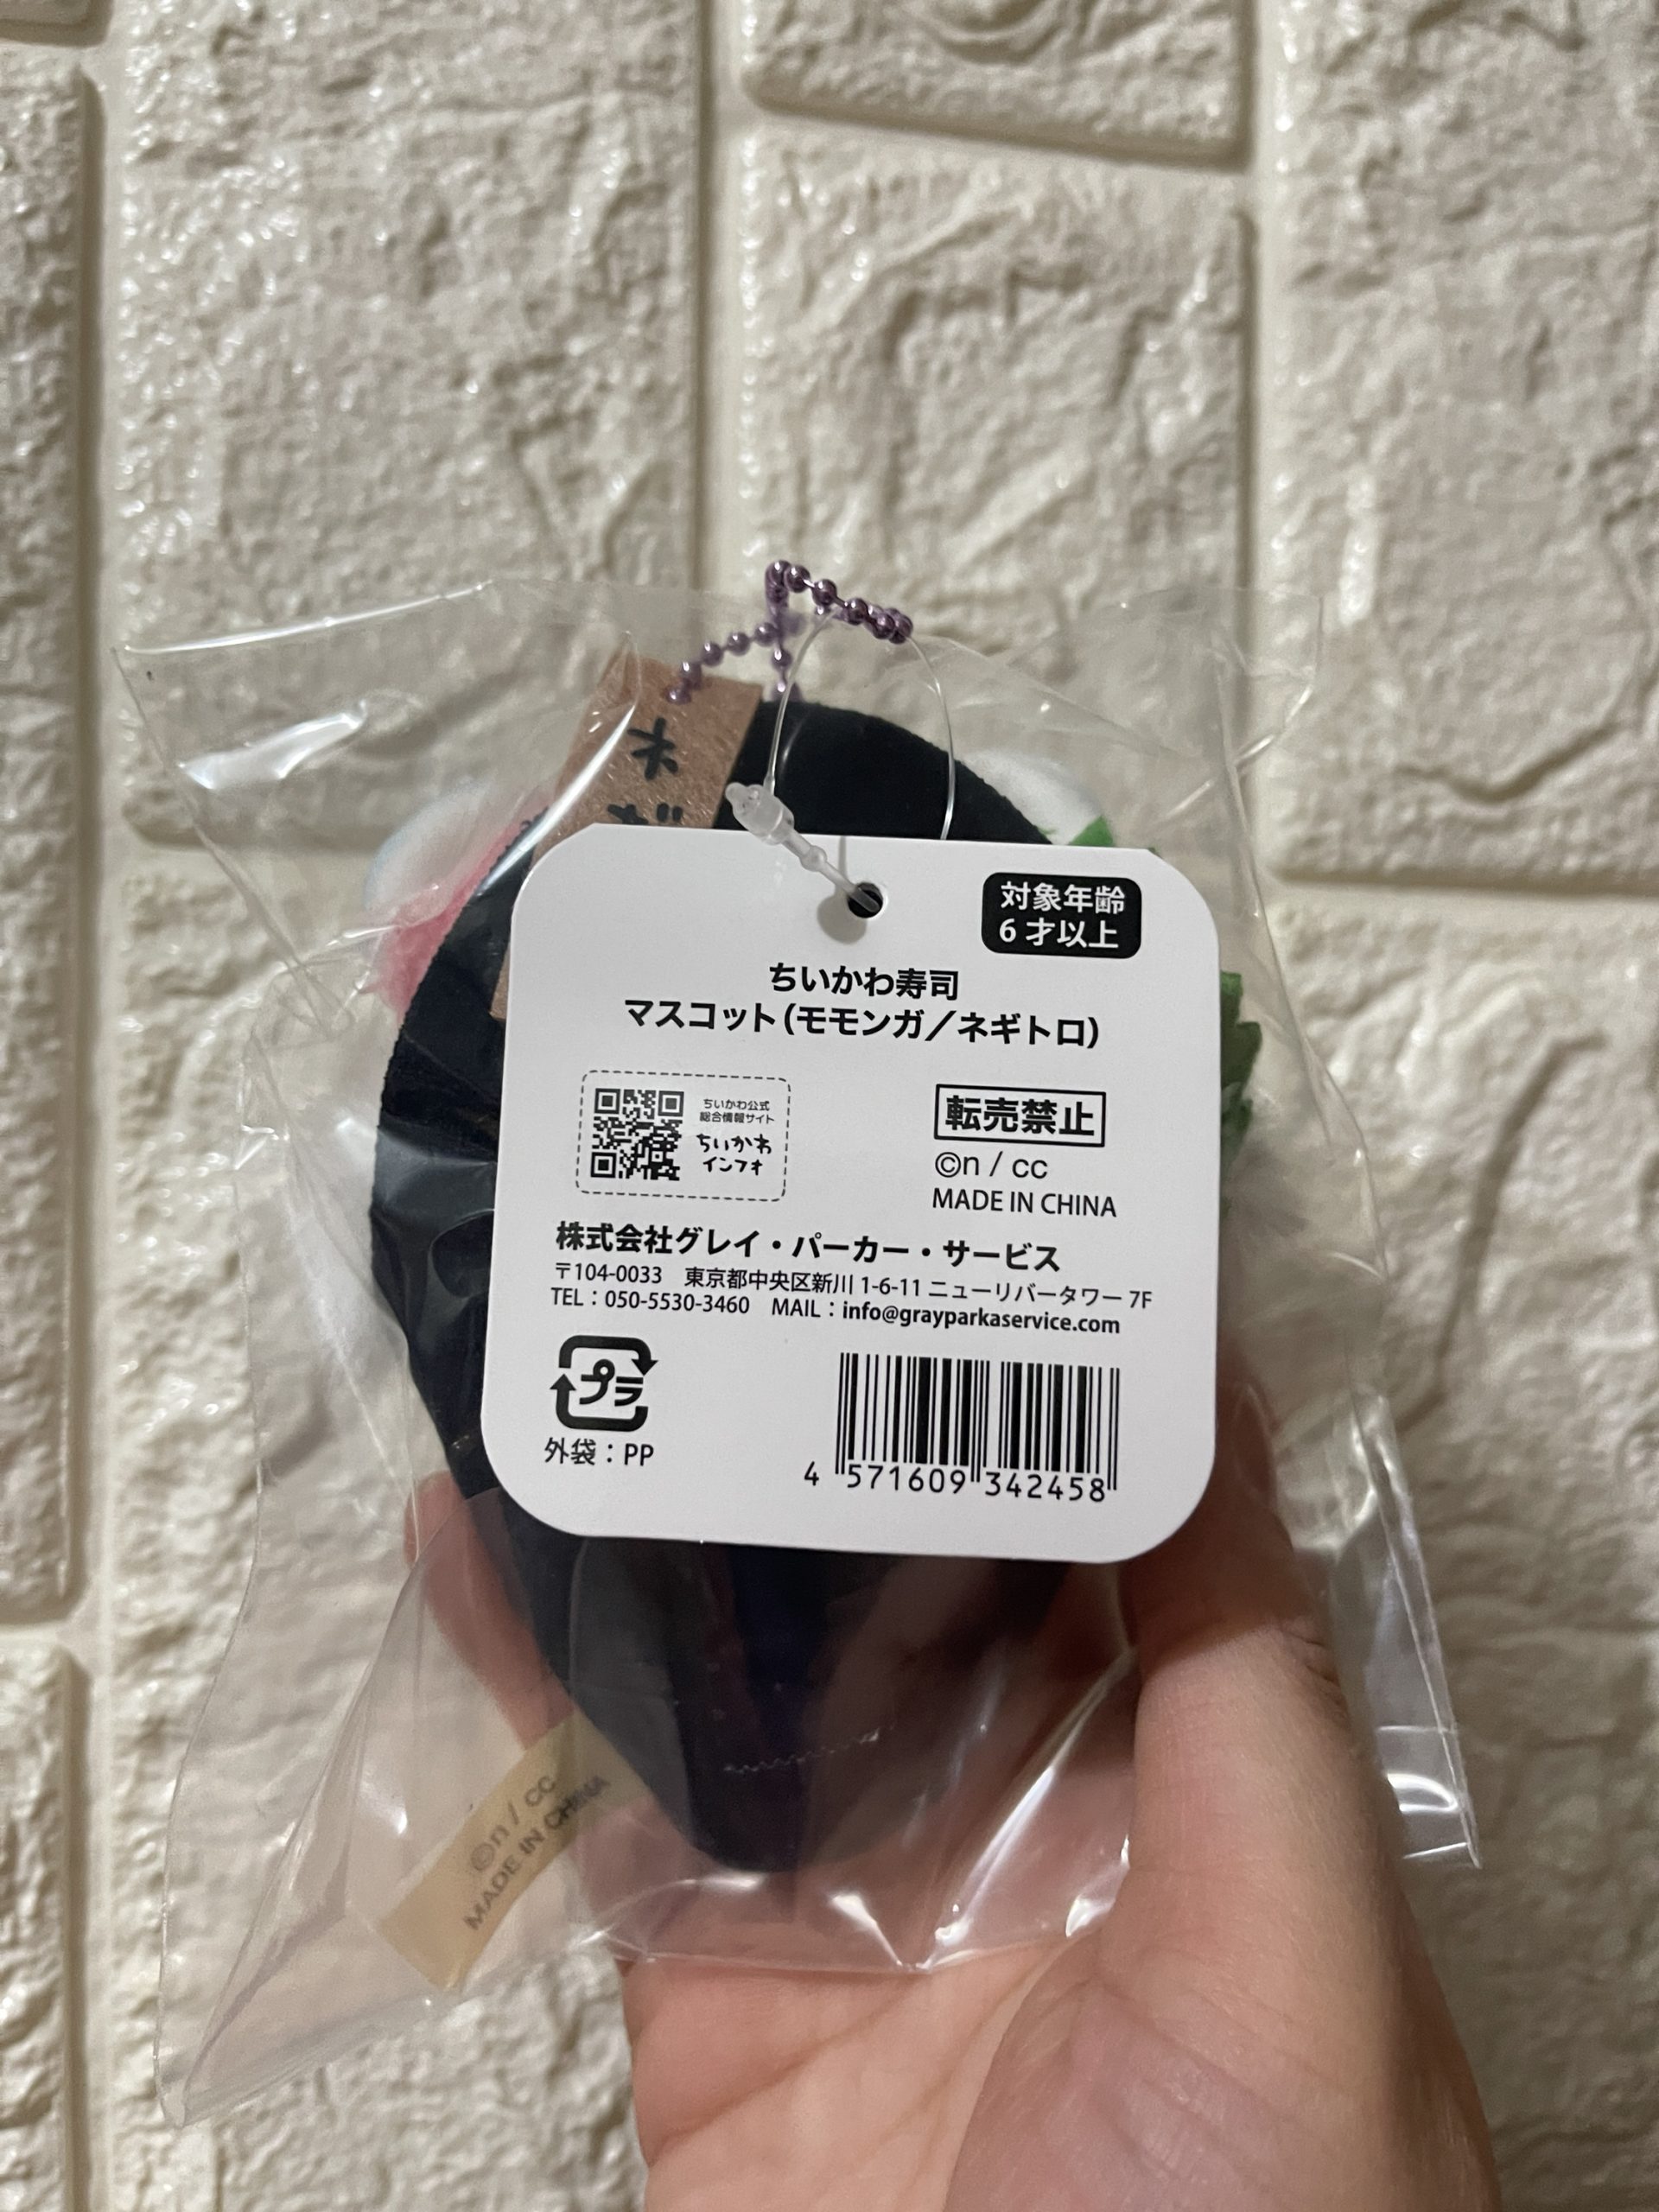 ネギ
対象年齢
6才以上
ちいかわ寿司
マスコット(モモンガ/ネギトロ)
ちいかわ公式
総合情報サイト
ちいかわ
インフォ
転売禁止
©n / cc
MADE IN CHINA
株式会社グレイ・パーカー・サービス
〒104-0033 東京都中央区新川 1-6-11 ニューリバータワー 7F
TEL:050-5530-3460 MAIL:info@grayparkaservice.com
プラ
外袋:PP
4 571609 342458
©n / cc
MADE IN CHINA